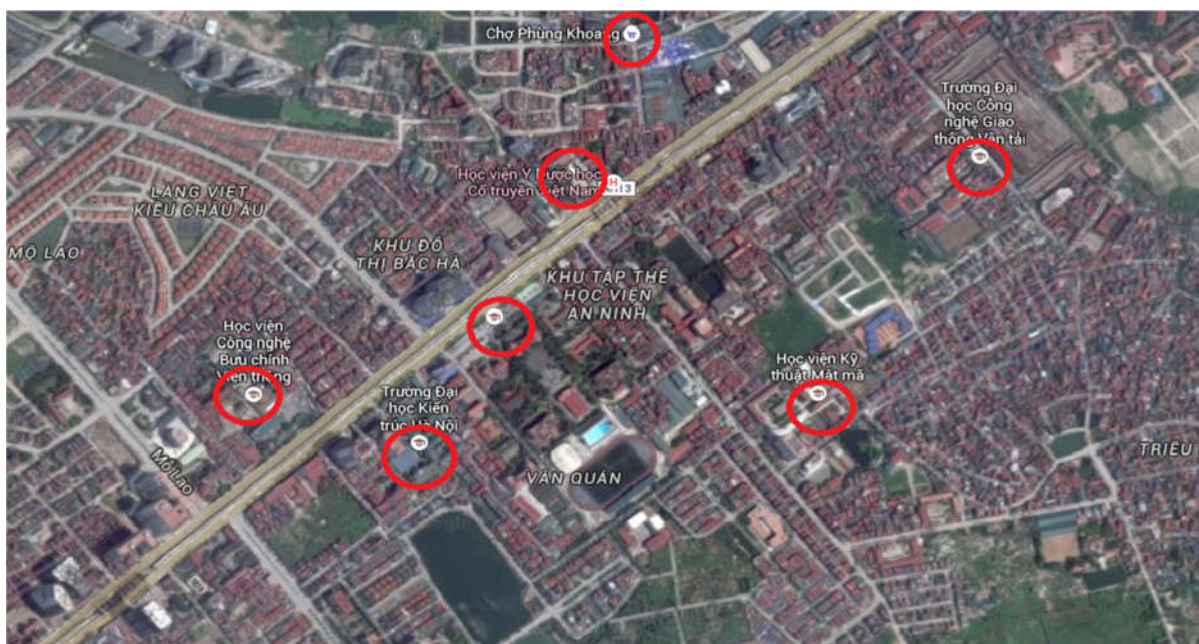 Chợ Phùng Khoang
Trường Đại
học Công
nghệ Giao
thông Vận tải
Học viện Y Dược học
Cổ truyền Việt Nam
H
LÀNG VIỆT
KIỀU CHÂU ÂU
MỘ LAO
KHU ĐÔ
THỊ BẮC HÀ
KHU TẬP THỂ
HỌC VIỆN
AN NINH
Học viện
Công nghệ
Bưu chính
Viễn thông
Học viện Kỹ
thuật Mật mã
Trường Đại
học Kiến
trúc Hà Nội
Mộ Lao
VĂN QUÁN
TRIỀU